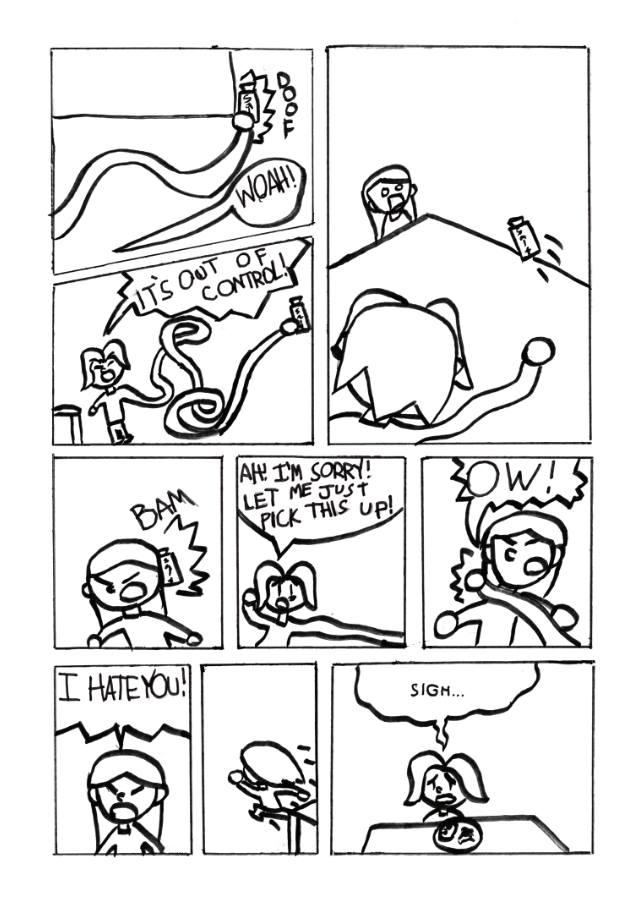 DOOF
WOAH!
IT'S OUT OF
CONTROL!
BAM
AH! I'M SORRY!
LET ME JUST
PICK THIS UP!
OW!
I HATE YOU!
SIGH...